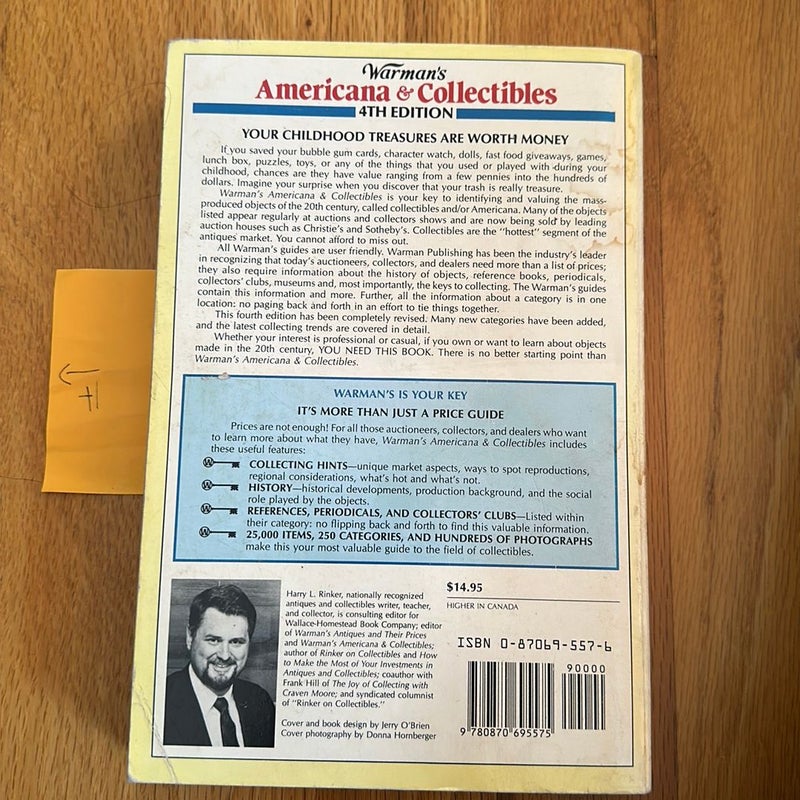 Warman's
Americana & Collectibles
4TH EDITION
YOUR CHILDHOOD TREASURES ARE WORTH MONEY
If you saved your bubble gum cards, character watch, dolls, fast food giveaways, games,
lunch box, puzzles, toys, or any of the things that you used or played with during your
childhood, chances are they have value ranging from a few pennies into the hundreds of
dollars. Imagine your surprise when you discover that your trash is really treasure.
Warman's Americana & Collectibles is your key to identifying and valuing the mass-
produced objects of the 20th century, called collectibles and/or Americana. Many of the objects
listed appear regularly at auctions and collectors shows and are now being sold by leading
auction houses such as Christie's and Sotheby's. Collectibles are the "hottest" segment of the
antiques market. You cannot afford to miss out.
All Warman's guides are user friendly. Warman Publishing has been the industry's leader
in recognizing that today's auctioneers, collectors, and dealers need more than a list of prices;
they also require information about the history of objects, reference books, periodicals,
collectors' clubs, museums and, most importantly, the keys to collecting. The Warman's guides
contain this information and more. Further, all the information about a category is in one
location: no paging back and forth in an effort to tie things together.
This fourth edition has been completely revised. Many new categories have been added,
and the latest collecting trends are covered in detail.
Whether your interest is professional or casual, if you own or want to learn about objects
made in the 20th century, YOU NEED THIS BOOK. There is no better starting point than
Warman's Americana & Collectibles.
WARMAN'S IS YOUR KEY
IT'S MORE THAN JUST A PRICE GUIDE
Prices are not enough! For all those auctioneers, collectors, and dealers who want
to learn more about what they have, Warman's Americana & Collectibles includes
these useful features:
COLLECTING HINTS—unique market aspects, ways to spot reproductions,
regional considerations, what's hot and what's not.
HISTORY—historical developments, production background, and the social
role played by the objects.
REFERENCES, PERIODICALS, AND COLLECTORS' CLUBS—Listed within
their category: no flipping back and forth to find this valuable information.
25,000 ITEMS, 250 CATEGORIES, AND HUNDREDS OF PHOTOGRAPHS
make this your most valuable guide to the field of collectibles.
Harry L. Rinker, nationally recognized
antiques and collectibles writer, teacher,
and collector, is consulting editor for
Wallace-Homestead Book Company; editor
of Warman's Antiques and Their Prices
and Warman's Americana & Collectibles;
author of Rinker on Collectibles and How
to Make the Most of Your Investments in
Antiques and Collectibles; coauthor with
Frank Hill of The Joy of Collecting with
Craven Moore; and syndicated columnist
of "Rinker on Collectibles."
Cover and book design by Jerry O'Brien
Cover photography by Donna Hornberger
$14.95
HIGHER IN CANADA
ISBN 0-87069-557-6
90000
9 780870 695575